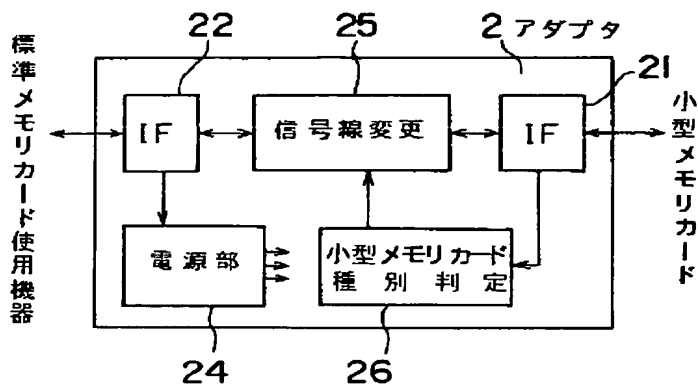 22
25
2 アダプタ
21
標準メモリカード使用機器
IF
信号線変更
IF
小型メモリカード
電源部
小型メモリカード
種別判定
24
26